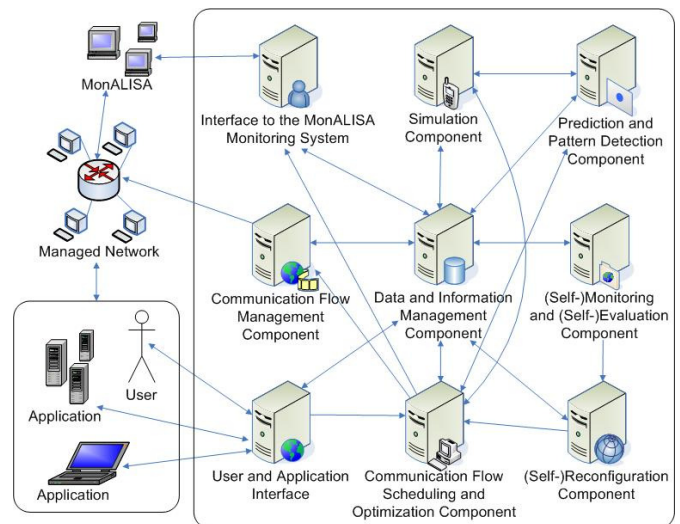 MonALISA
Interface to the MonALISA
Monitoring System
Simulation
Component
Prediction and
Pattern Detection
Component
Managed Network
Communication Flow
Management
Component
Data and Information
Management
Component
(Self-)Monitoring
and (Self-)Evaluation
Component
User
Application
Application
User and Application
Interface
Communication Flow
Scheduling and
Optimization Component
(Self-)Reconfiguration
Component